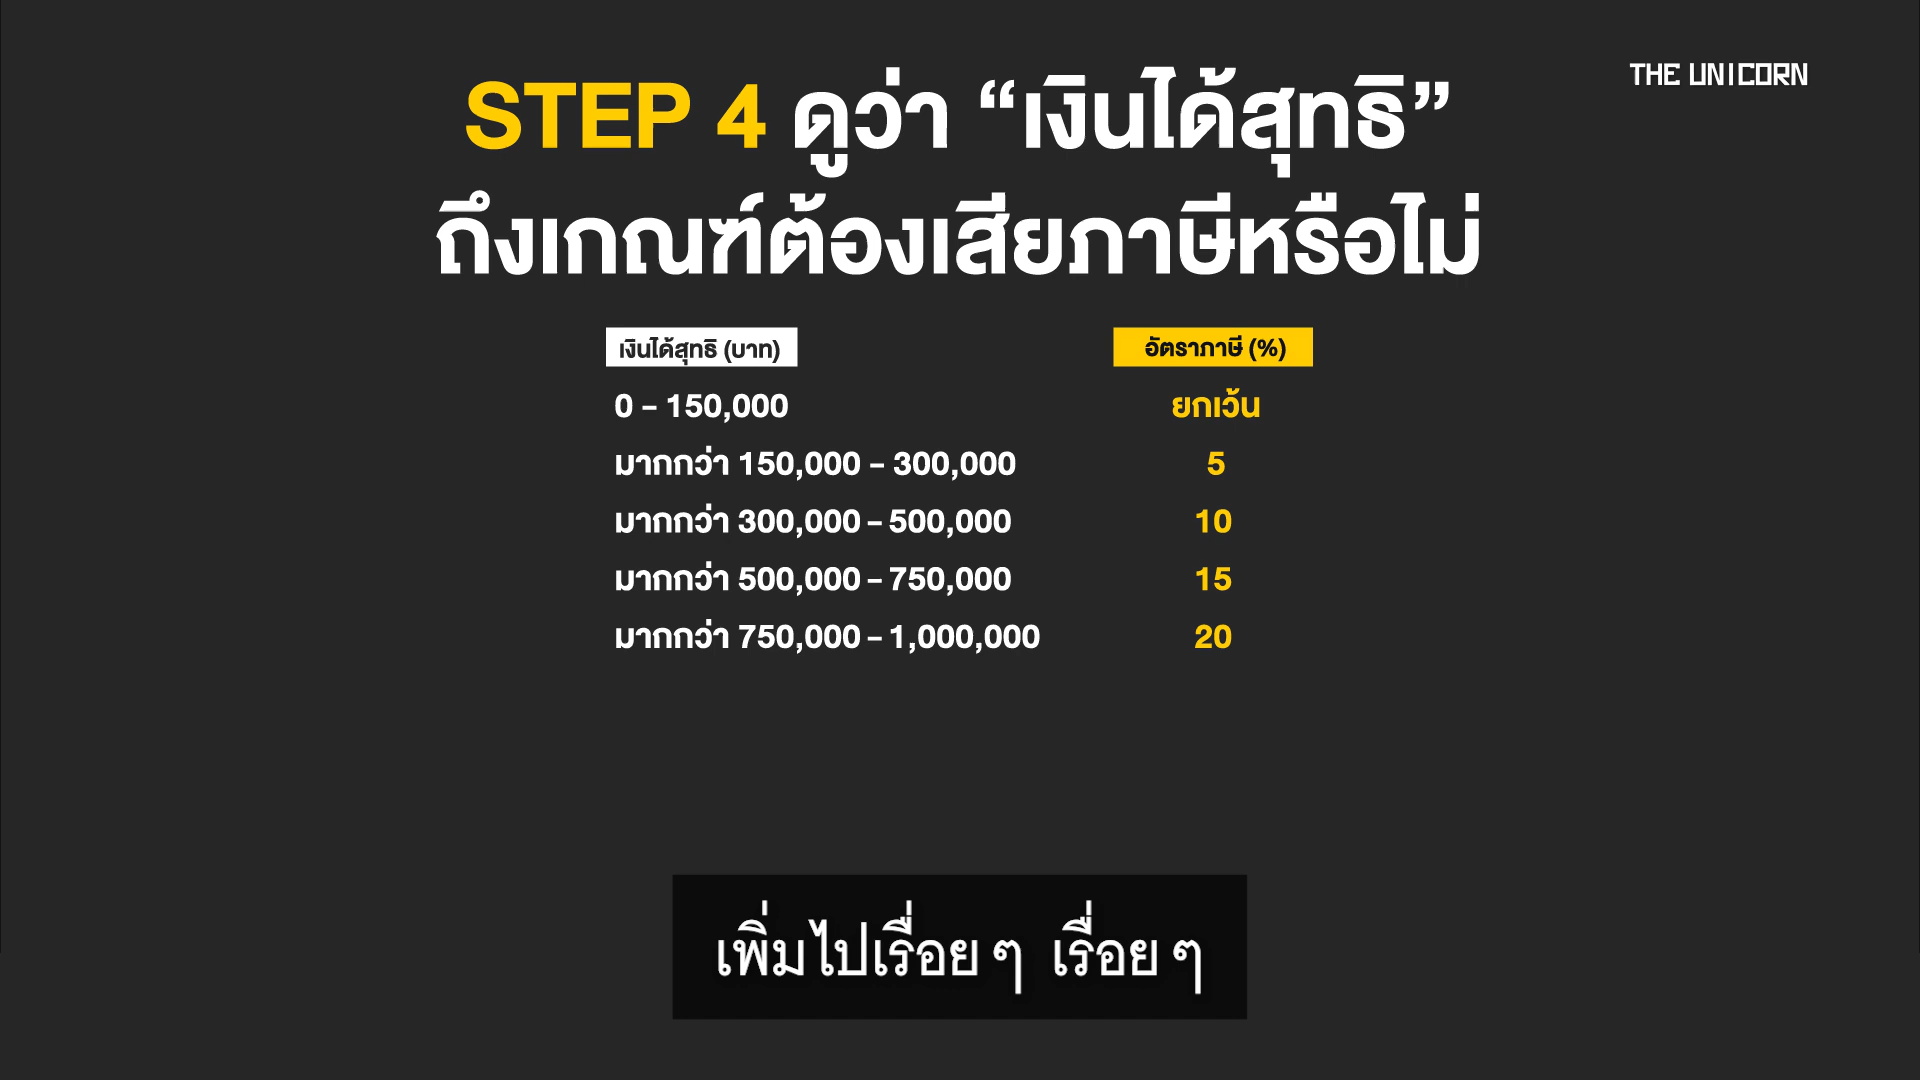 THE UNICORN
STEP 4 ดูว่า “เงินได้สุทธิ”
ถึงเกณฑ์ต้องเสียภาษีหรือไม่
เงินได้สุทธิ (บาท) อัตราภาษี (%)
0 – 150,000 ยกเว้น
มากกว่า 150,000 – 300,000 5
มากกว่า 300,000 – 500,000 10
มากกว่า 500,000 – 750,000 15
มากกว่า 750,000 – 1,000,000 20
เพิ่มไปเรื่อย ๆ เรื่อย ๆ